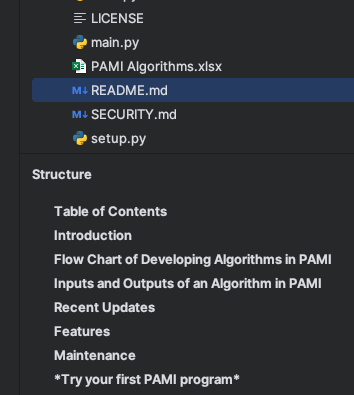 LICENSE
main.py
PAMI Algorithms.xlsx
M↓ README.md
M↓ SECURITY.md
setup.py
Structure
Table of Contents
Introduction
Flow Chart of Developing Algorithms in PAMI
Inputs and Outputs of an Algorithm in PAMI
Recent Updates
Features
Maintenance
*Try your first PAMI program*